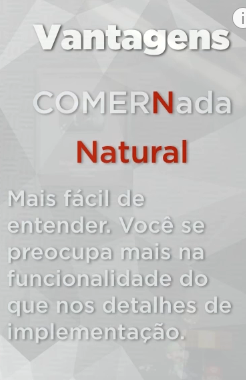 Vantagens
COMERNada
Natural
Mais fácil de
entender. Você se
preocupa mais na
funcionalidade do
que nos detalhes de
implementação.